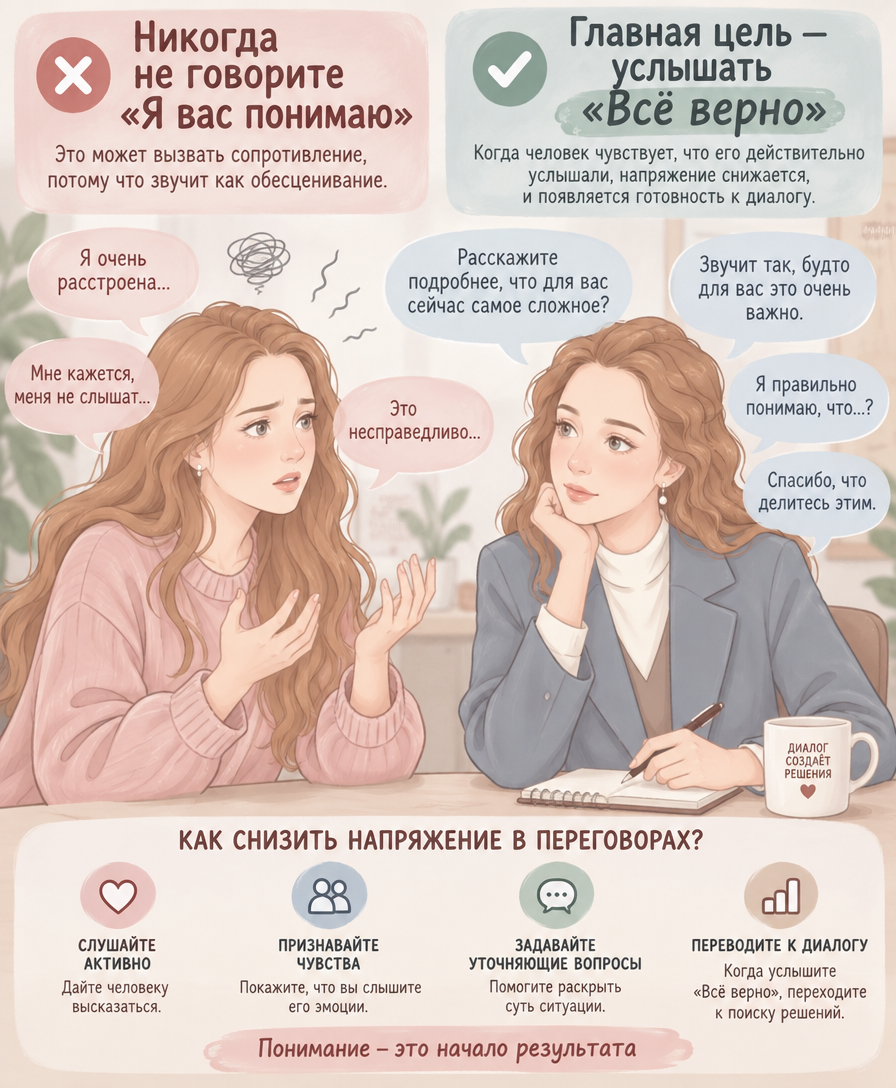 Никогда
не говорите
«Я вас понимаю»
Это может вызвать сопротивление,
потому что звучит как обесценивание.
Главная цель –
услышать
«Всё верно»
Когда человек чувствует, что его действительно
услышали, напряжение снижается,
и появляется готовность к диалогу.
Я очень
расстроена...
Мне кажется,
меня не слышат...
Это
несправедливо...
Расскажите
подробнее, что для вас
сейчас самое сложное?
Звучит так, будто
для вас это очень
важно.
Я правильно
понимаю, что...?
Спасибо, что
делитесь этим.
ДИАЛОГ
СОЗДАЁТ
РЕШЕНИЯ
КАК СНИЗИТЬ НАПРЯЖЕНИЕ В ПЕРЕГОВОРАХ?
СЛУШАЙТЕ
АКТИВНО
Дайте человеку
высказаться.
ПРИЗНАВАЙТЕ
ЧУВСТВА
Покажите, что вы слышите
его эмоции.
ЗАДАВАЙТЕ
УТОЧНЯЮЩИЕ ВОПРОСЫ
Помогите раскрыть
суть ситуации.
ПЕРЕВОДИТЕ К ДИАЛОГУ
Когда услышите
«Всё верно», переходите
к поиску решений.
Понимание – это начало результата